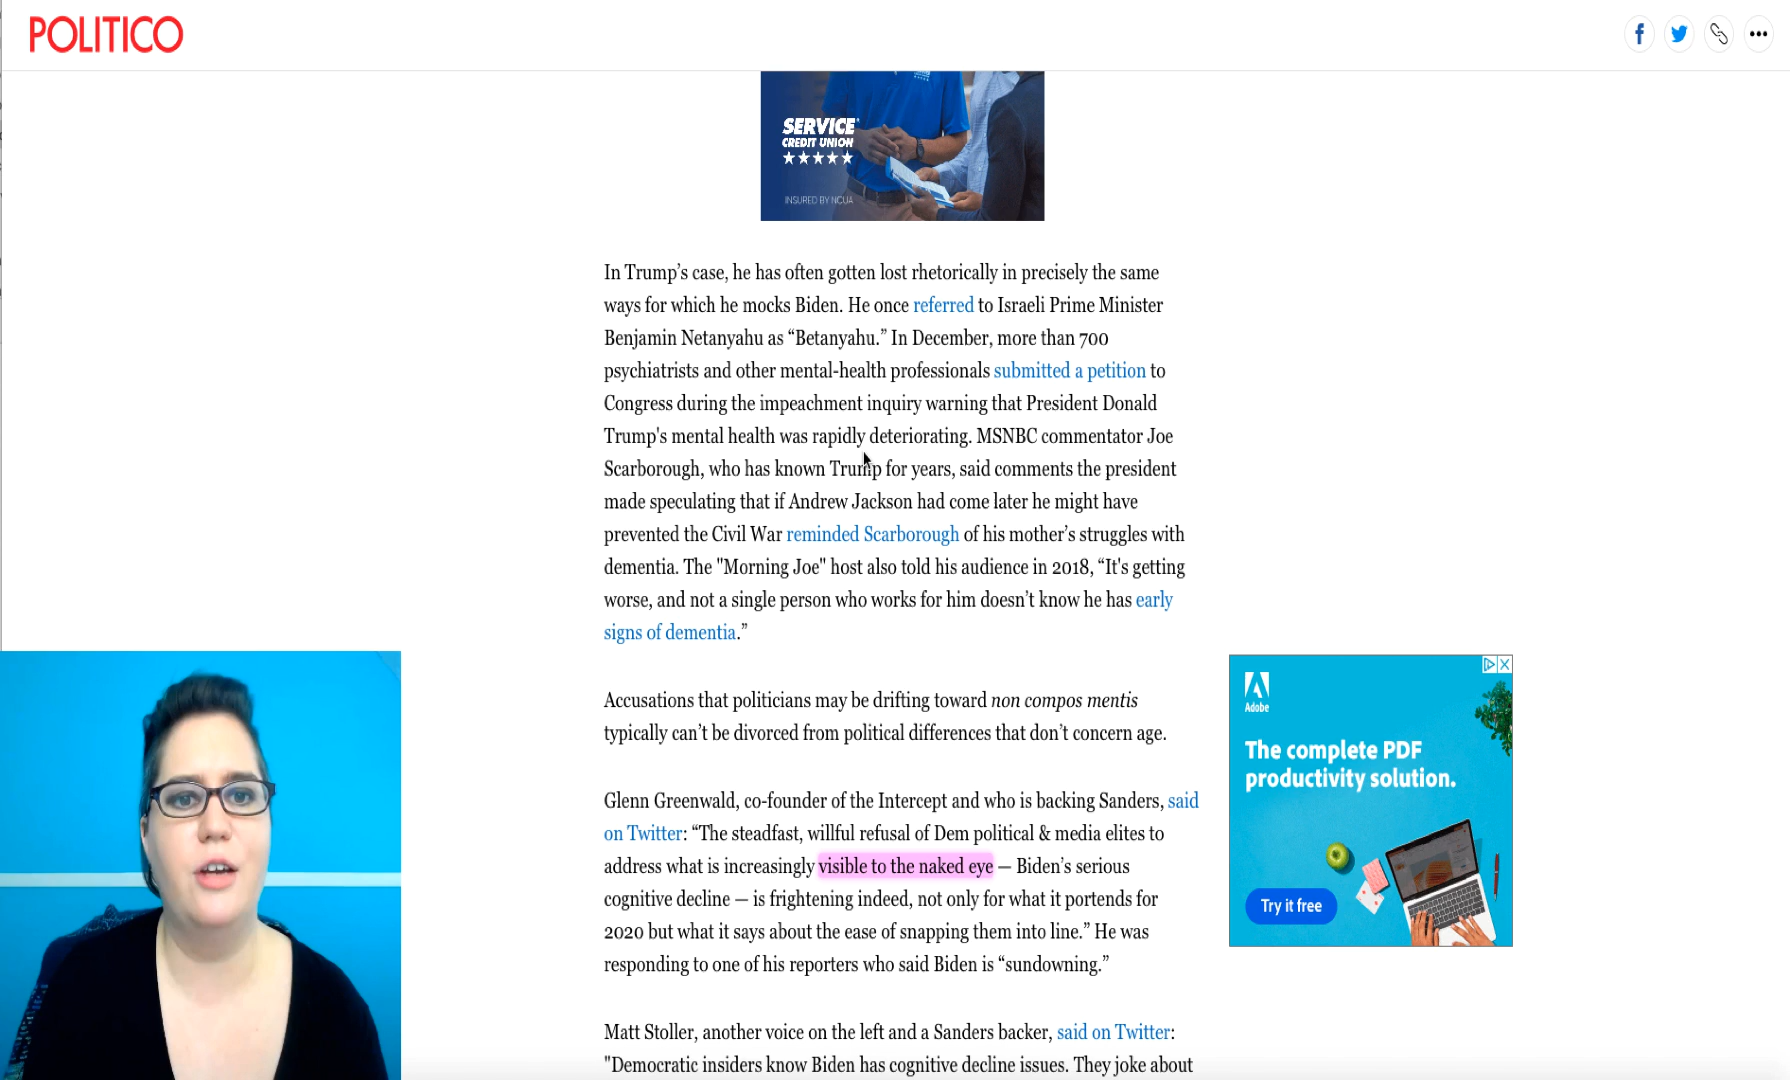 POLITICO
SERVICE
CREDIT UNION
INSURED BY NCUA
In Trump’s case, he has often gotten lost rhetorically in precisely the same
ways for which he mocks Biden. He once referred to Israeli Prime Minister
Benjamin Netanyahu as “Betanyahu.” In December, more than 700
psychiatrists and other mental-health professionals submitted a petition to
Congress during the impeachment inquiry warning that President Donald
Trump's mental health was rapidly deteriorating. MSNBC commentator Joe
Scarborough, who has known Trump for years, said comments the president
made speculating that if Andrew Jackson had come later he might have
prevented the Civil War reminded Scarborough of his mother’s struggles with
dementia. The "Morning Joe" host also told his audience in 2018, “It's getting
worse, and not a single person who works for him doesn’t know he has early
signs of dementia.”
Accusations that politicians may be drifting toward non compos mentis
typically can’t be divorced from political differences that don’t concern age.
Glenn Greenwald, co-founder of the Intercept and who is backing Sanders, said
on Twitter: “The steadfast, willful refusal of Dem political & media elites to
address what is increasingly visible to the naked eye — Biden’s serious
cognitive decline — is frightening indeed, not only for what it portends for
2020 but what it says about the ease of snapping them into line.” He was
responding to one of his reporters who said Biden is “sundowning.”
Matt Stoller, another voice on the left and a Sanders backer, said on Twitter:
"Democratic insiders know Biden has cognitive decline issues. They joke about
Adobe
The complete PDF
productivity solution.
Try it free